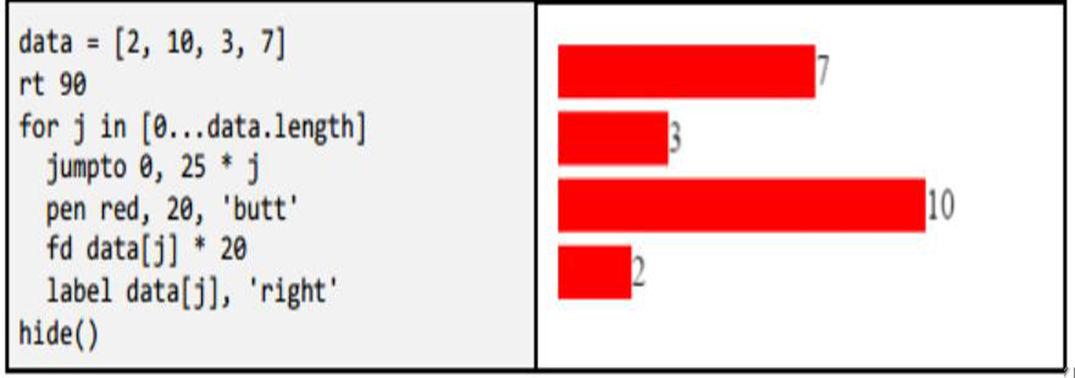 data = [2, 10, 3, 7]
rt 90
for j in [0...data.length]
  jumpto 0, 25 * j
  pen red, 20, 'butt'
  fd data[j] * 20
  label data[j], 'right'
hide()
7
3
10
2